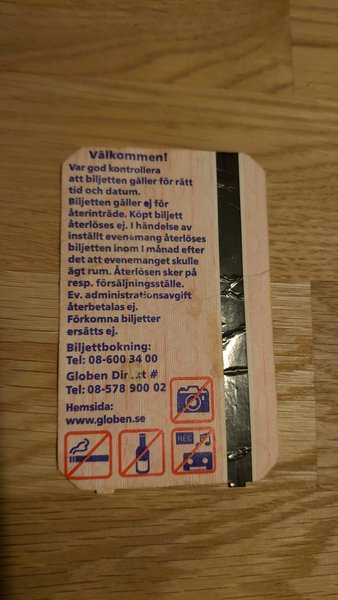 Välkommen!
Var god kontrollera
att biljetten gäller för rätt
tid och datum.
Biljetten gäller ej för
återinträde. Köpt biljett
återlöses ej. I händelse av
inställt evenemang återlöses
biljetten inom 1 månad efter
det att evenemanget skulle
ägt rum. Återlösen sker på
resp. försäljningsställe.
Ev. administrationsavgift
återbetalas ej.
Förkomna biljetter
ersätts ej.
Biljettbokning:
Tel: 08-600 34 00
Globen Direkt #
Tel: 08-578 900 02
Hemsida:
www.globen.se
REC